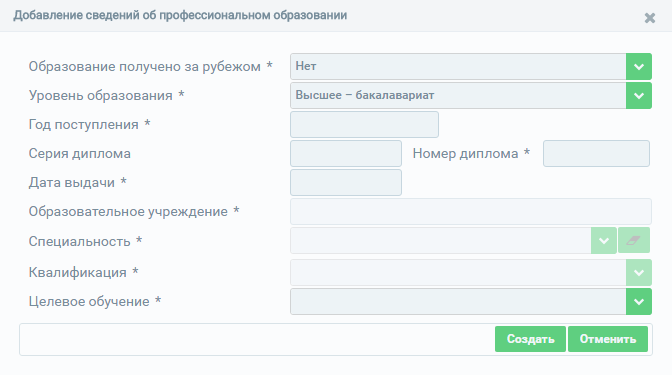 Добавление сведений об профессиональном образовании
Образование получено за рубежом * Нет
Уровень образования * Высшее – бакалавариат
Год поступления *
Серия диплома Номер диплома *
Дата выдачи *
Образовательное учреждение *
Специальность *
Квалификация *
Целевое обучение *
Создать Отменить